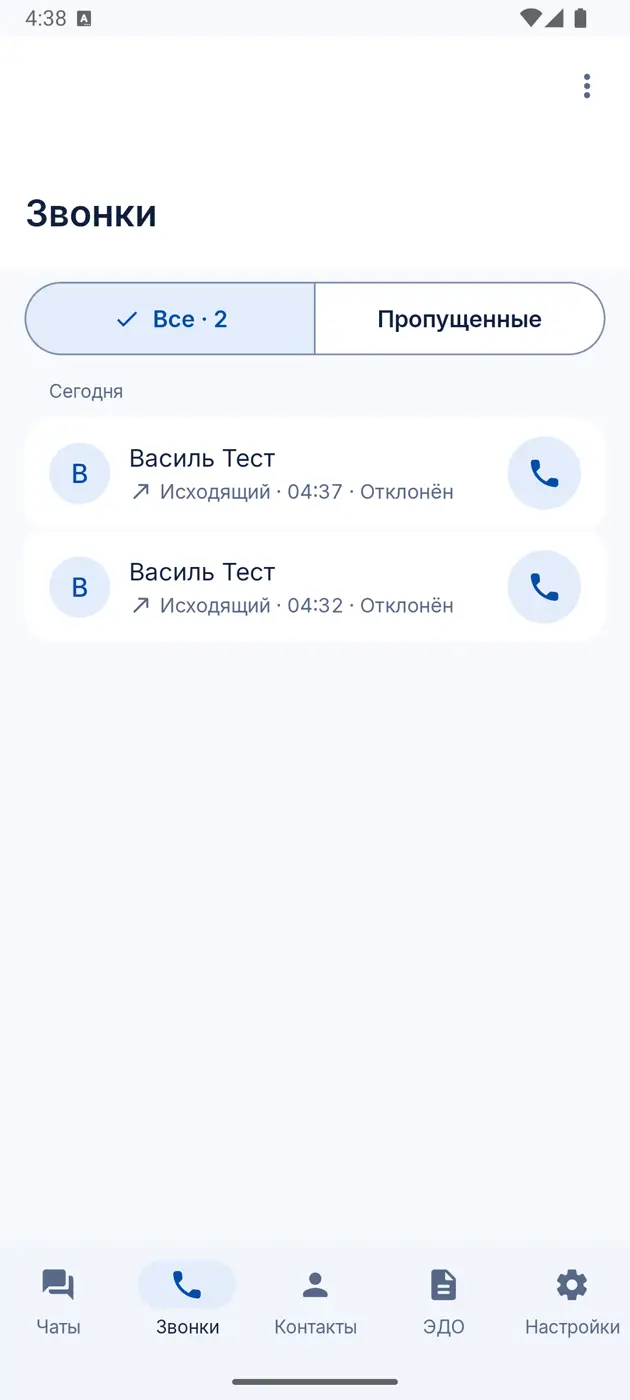 4:38 A
Звонки
Все · 2
Пропущенные
Сегодня
В
Василь Тест
Исходящий · 04:37 · Отклонён
В
Василь Тест
Исходящий · 04:32 · Отклонён
Чаты
Звонки
Контакты
ЭДО
Настройки